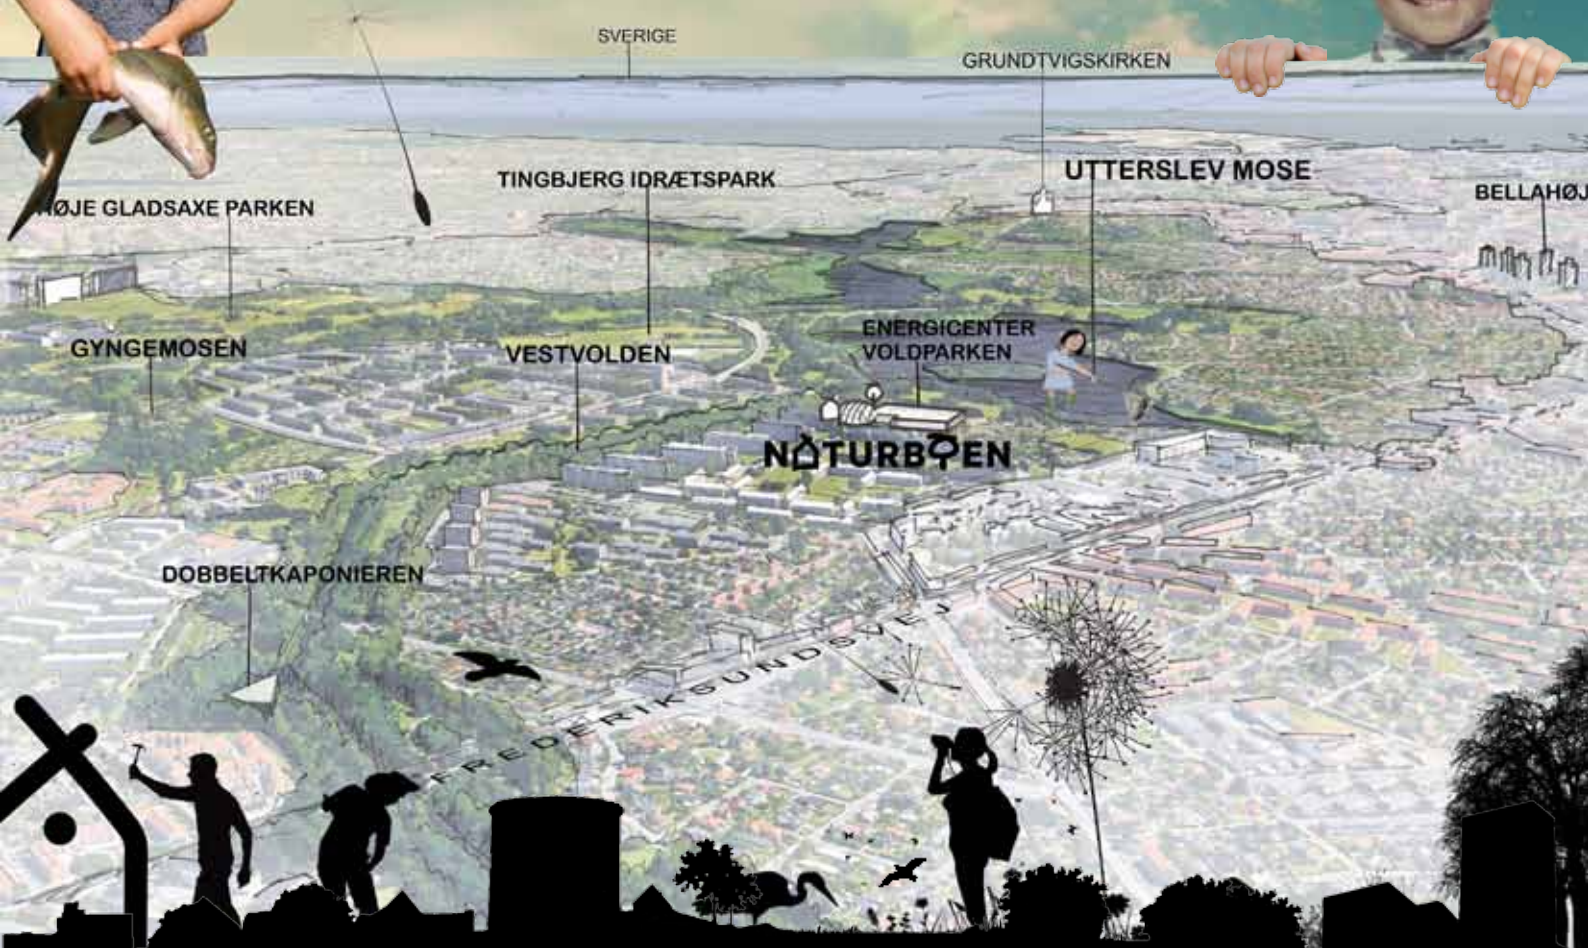 SVERIGE
GRUNDTVIGSKIRKEN
UTTERSLEV MOSE
TINGBJERG IDRÆTSPARK
BELLAHØJ
HØJE GLADSAXE PARKEN
ENERGICENTER
VOLDPARKEN
GYNGEMOSEN
VESTVOLDEN
NATURBYEN
DOBBELTKAPONIEREN
FREDERIKSUNDSVEJ